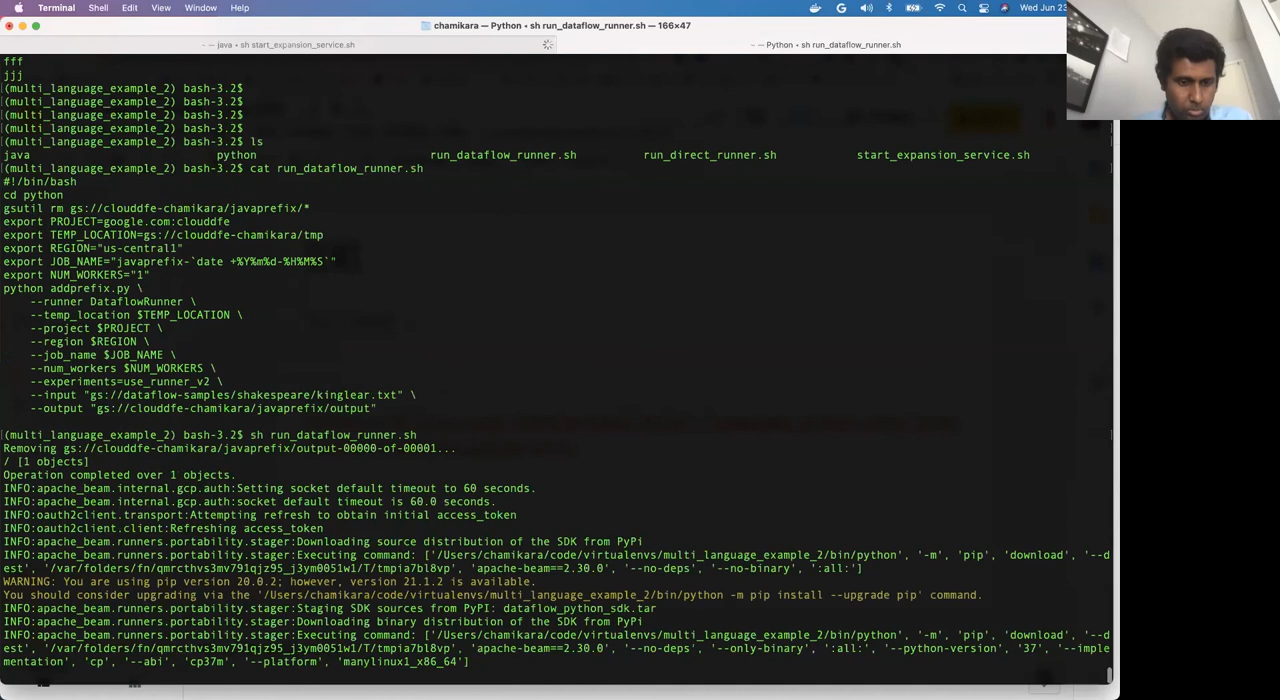 Terminal Shell Edit View Window Help Wed Jun 23
chamikara — Python • sh run_dataflow_runner.sh — 166×47
~ — java • sh start_expansion_service.sh ~ — Python • sh run_dataflow_runner.sh
fff
jjj
(multi_language_example_2) bash-3.2$
(multi_language_example_2) bash-3.2$
(multi_language_example_2) bash-3.2$
(multi_language_example_2) bash-3.2$
(multi_language_example_2) bash-3.2$ ls
java python run_dataflow_runner.sh run_direct_runner.sh start_expansion_service.sh
(multi_language_example_2) bash-3.2$ cat run_dataflow_runner.sh
#!/bin/bash
cd python
gsutil rm gs://clouddfe-chamikara/javaprefix/*
export PROJECT=google.com:clouddfe
export TEMP_LOCATION=gs://clouddfe-chamikara/tmp
export REGION="us-central1"
export JOB_NAME="javaprefix-`date +%Y%m%d-%H%M%S`"
export NUM_WORKERS="1"
python addprefix.py \
--runner DataflowRunner \
--temp_location $TEMP_LOCATION \
--project $PROJECT \
--region $REGION \
--job_name $JOB_NAME \
--num_workers $NUM_WORKERS \
--experiments=use_runner_v2 \
--input "gs://dataflow-samples/shakespeare/kinglear.txt" \
--output "gs://clouddfe-chamikara/javaprefix/output"
(multi_language_example_2) bash-3.2$ sh run_dataflow_runner.sh
Removing gs://clouddfe-chamikara/javaprefix/output-00000-of-00001...
/ [1 objects]
Operation completed over 1 objects.
INFO:apache_beam.internal.gcp.auth:Setting socket default timeout to 60 seconds.
INFO:apache_beam.internal.gcp.auth:socket default timeout is 60.0 seconds.
INFO:oauth2client.transport:Attempting refresh to obtain initial access_token
INFO:oauth2client.client:Refreshing access_token
INFO:apache_beam.runners.portability.stager:Downloading source distribution of the SDK from PyPi
INFO:apache_beam.runners.portability.stager:Executing command: ['/Users/chamikara/code/virtualenvs/multi_language_example_2/bin/python', '-m', 'pip', 'download', '--d
est', '/var/folders/fn/qmrcthvs3mv791qjz95_j3ym0051w1/T/tmpia7bl8vp', 'apache-beam==2.30.0', '--no-deps', '--no-binary', ':all:']
WARNING: You are using pip version 20.0.2; however, version 21.1.2 is available.
You should consider upgrading via the '/Users/chamikara/code/virtualenvs/multi_language_example_2/bin/python -m pip install --upgrade pip' command.
INFO:apache_beam.runners.portability.stager:Staging SDK sources from PyPI: dataflow_python_sdk.tar
INFO:apache_beam.runners.portability.stager:Downloading binary distribution of the SDK from PyPi
INFO:apache_beam.runners.portability.stager:Executing command: ['/Users/chamikara/code/virtualenvs/multi_language_example_2/bin/python', '-m', 'pip', 'download', '--d
est', '/var/folders/fn/qmrcthvs3mv791qjz95_j3ym0051w1/T/tmpia7bl8vp', 'apache-beam==2.30.0', '--no-deps', '--only-binary', ':all:', '--python-version', '37', '--imple
mentation', 'cp', '--abi', 'cp37m', '--platform', 'manylinux1_x86_64']